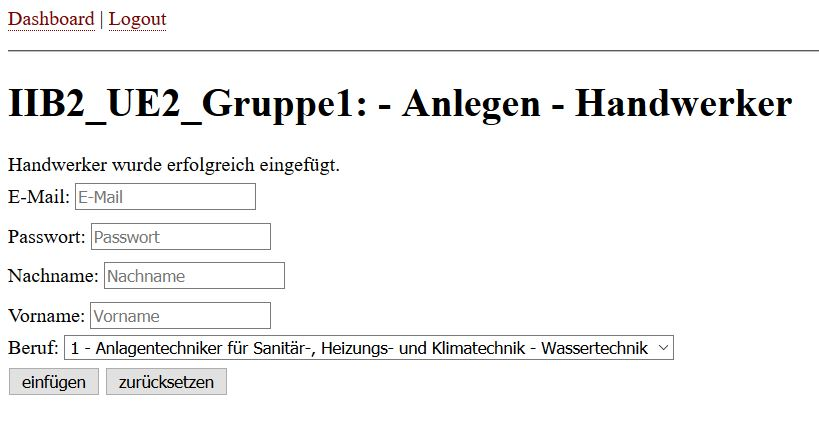 Dashboard | Logout
IIB2_UE2_Gruppe1: - Anlegen - Handwerker
Handwerker wurde erfolgreich eingefügt.
E-Mail: E-Mail
Passwort: Passwort
Nachname: Nachname
Vorname: Vorname
Beruf: 1 - Anlagentechniker für Sanitär-, Heizungs- und Klimatechnik - Wassertechnik
einfügen zurücksetzen